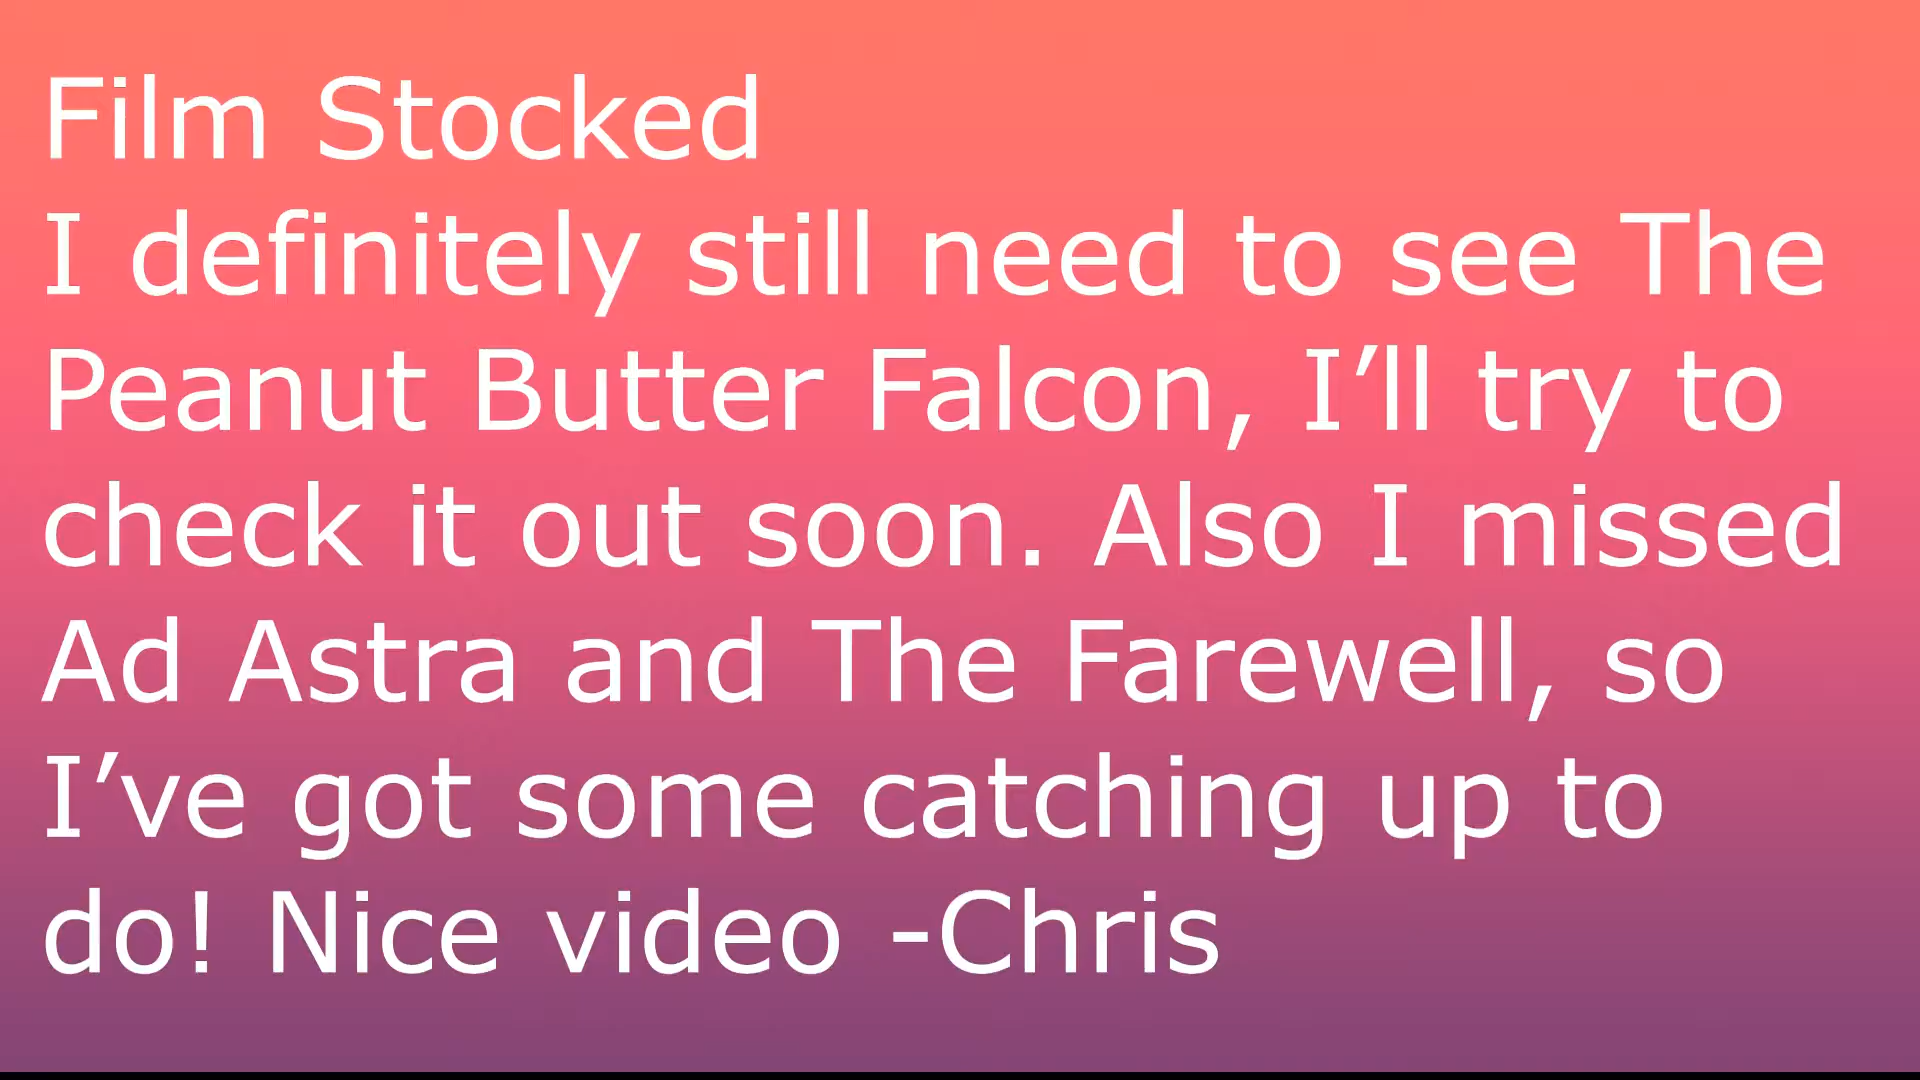 Film Stocked
I definitely still need to see The
Peanut Butter Falcon, I’ll try to
check it out soon. Also I missed
Ad Astra and The Farewell, so
I’ve got some catching up to
do! Nice video -Chris